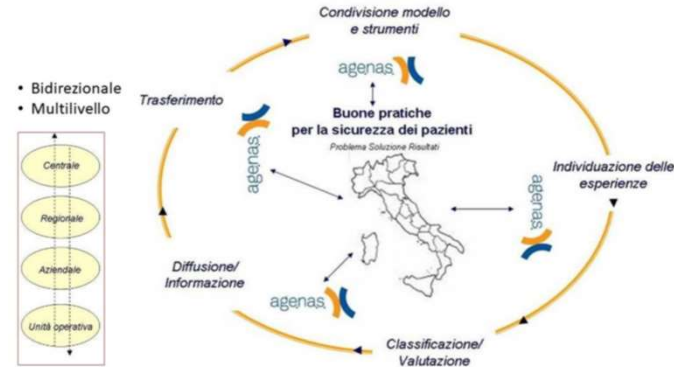 Condivisione modello
e strumenti
agenas
• Bidirezionale
• Multilivello
Trasferimento
Buone pratiche
per la sicurezza dei pazienti
Problema Soluzione Risultati
agenas
Centrale
Regionale
Aziendale
Unità operativa
Individuazione delle
esperienze
agenas
Diffusione/
Informazione
agenas
Classificazione/
Valutazione